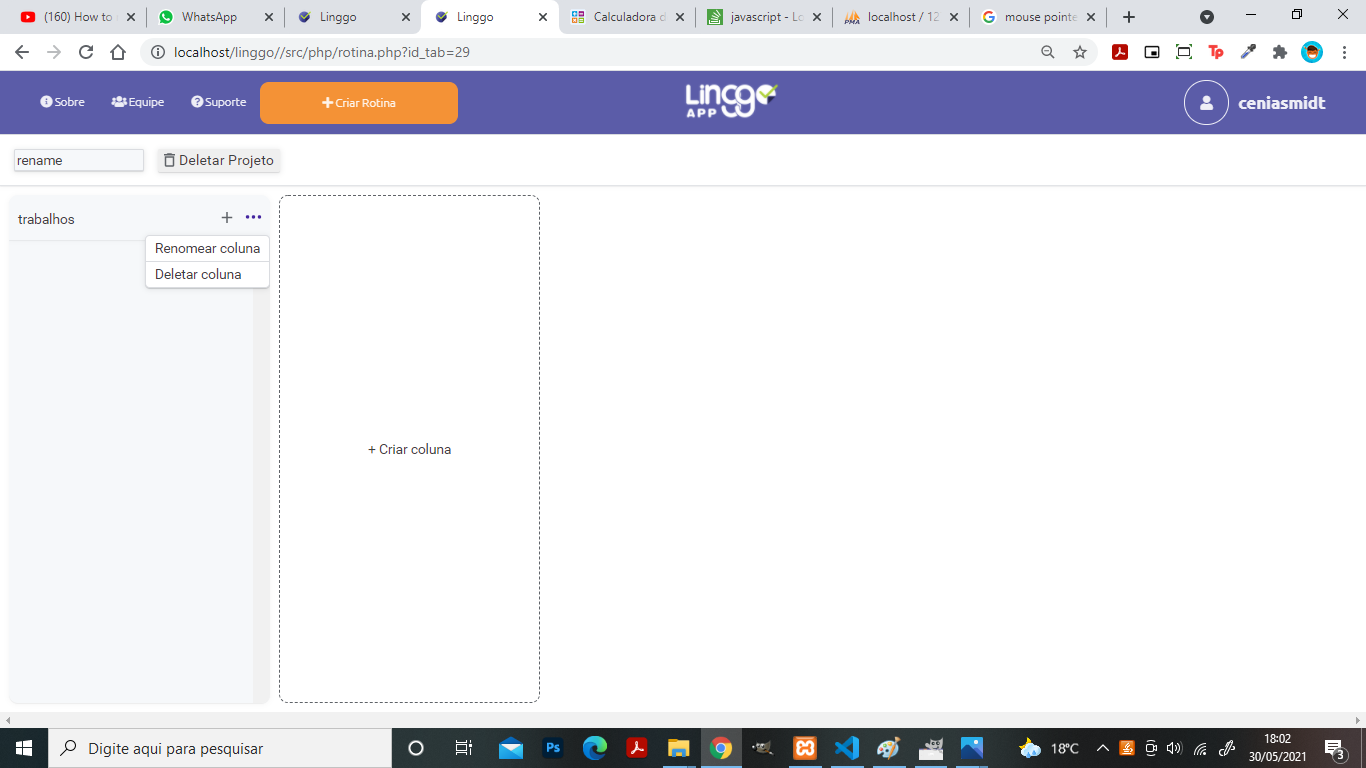 (160) How to
WhatsApp
Linggo
Linggo
Calculadora d
javascript - Lo
localhost / 12
mouse pointe
localhost/linggo//src/php/rotina.php?id_tab=29
Sobre
Equipe
Suporte
Criar Rotina
Lincgo
APP
ceniasmidt
rename
Deletar Projeto
trabalhos
Renomear coluna
Deletar coluna
+ Criar coluna
Digite aqui para pesquisar
18°C
18:02
30/05/2021
3